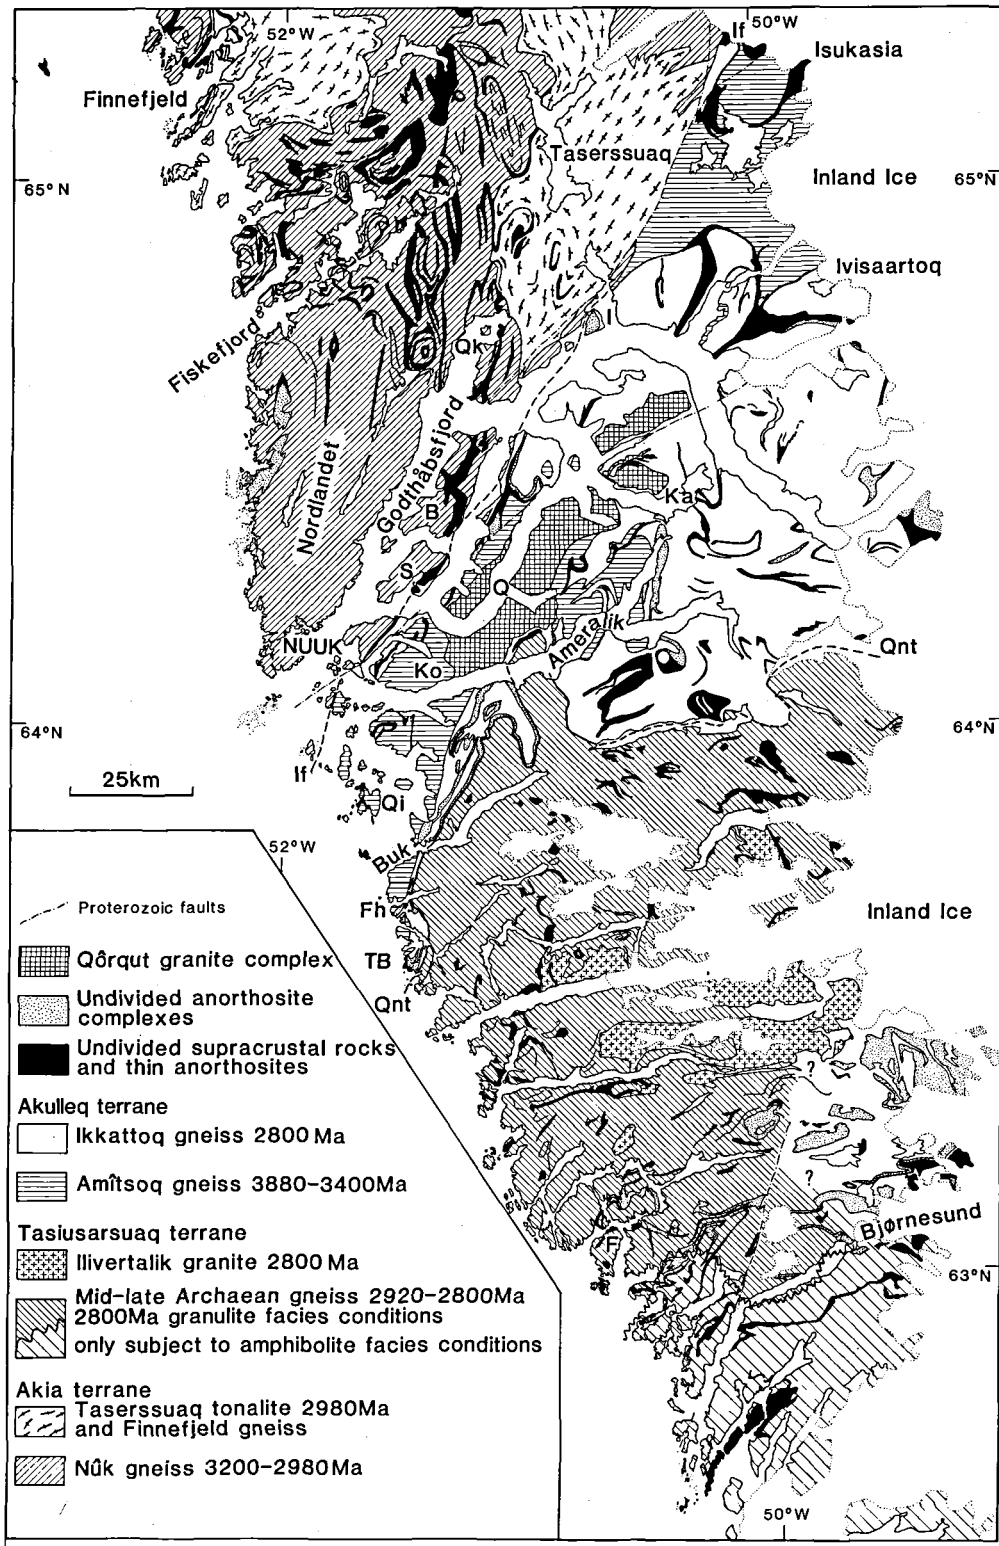 52°W
50°W
If
Isukasia
Finnefjeld
Taserssuaq
Inland Ice
65°N
65°N
Ivisaartoq
I
Fiskefjord
Qk
Godthåbsfjord
Nordlandet
Ka
B
S
Q
Ameralik
NUUK
Ko
Qnt
64°N
64°N
If
25km
Qi
Buk
52°W
Fh
Inland Ice
TB
Qnt
?
?
Bjørnesund
F
63°N
50°W
Proterozoic faults
Qôrqut granite complex
Undivided anorthosite
complexes
Undivided supracrustal rocks
and thin anorthosites
Akulleq terrane
Ikkattoq gneiss 2800 Ma
Amîtsoq gneiss 3880-3400Ma
Tasiusarsuaq terrane
Ilivertalik granite 2800 Ma
Mid-late Archaean gneiss 2920-2800Ma
2800Ma granulite facies conditions
only subject to amphibolite facies conditions
Akia terrane
Taserssuaq tonalite 2980Ma
and Finnefjeld gneiss
Nûk gneiss 3200-2980Ma